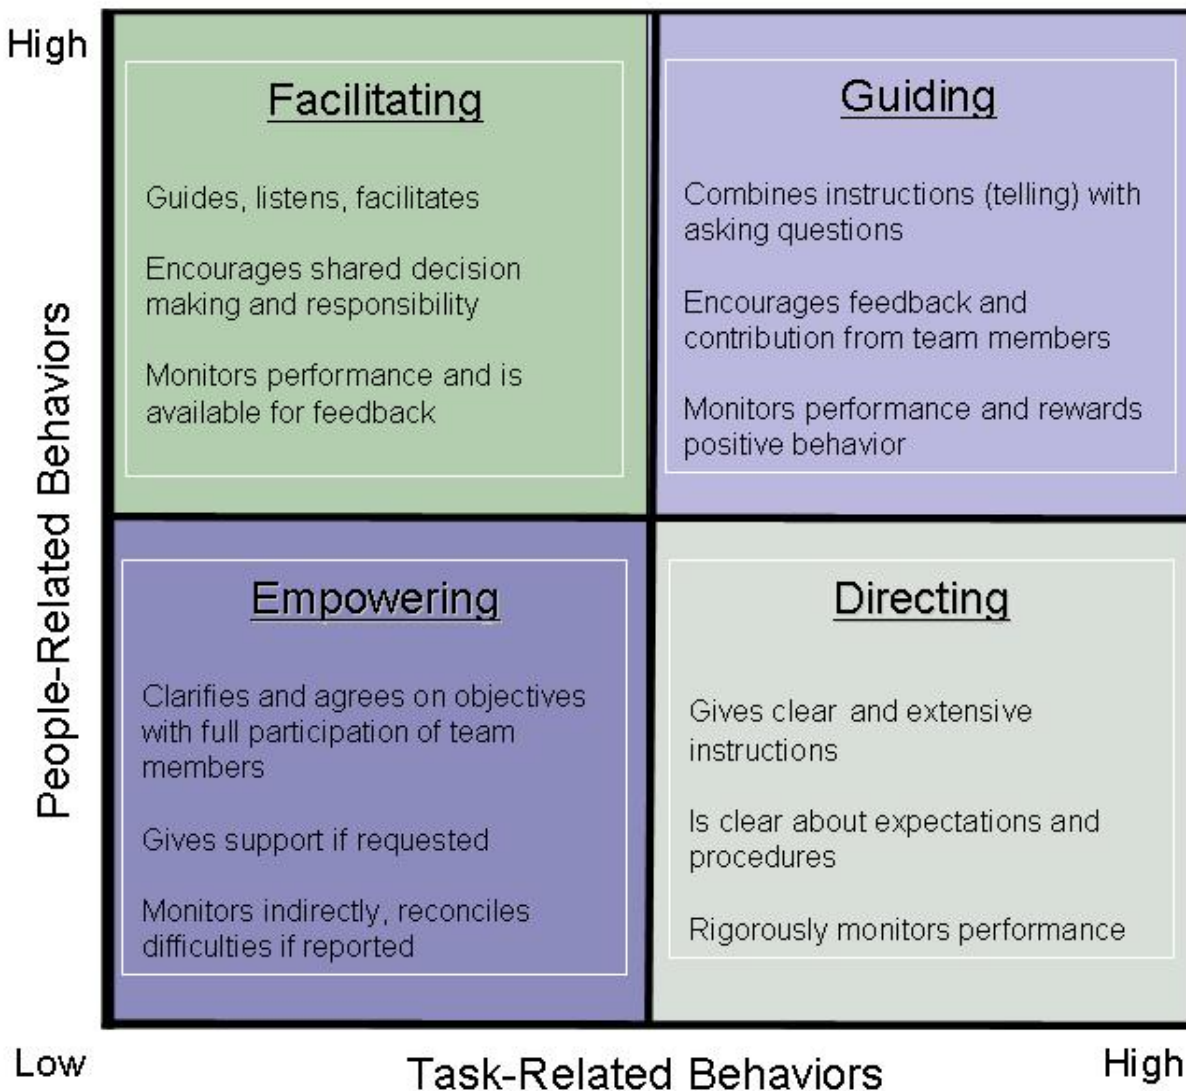 High
People-Related Behaviors
Facilitating
Guides, listens, facilitates
Encourages shared decision
making and responsibility
Monitors performance and is
available for feedback
Guiding
Combines instructions (telling) with
asking questions
Encourages feedback and
contribution from team members
Monitors performance and rewards
positive behavior
Empowering
Clarifies and agrees on objectives
with full participation of team
members
Gives support if requested
Monitors indirectly, reconciles
difficulties if reported
Directing
Gives clear and extensive
instructions
Is clear about expectations and
procedures
Rigorously monitors performance
Low
Task-Related Behaviors
High